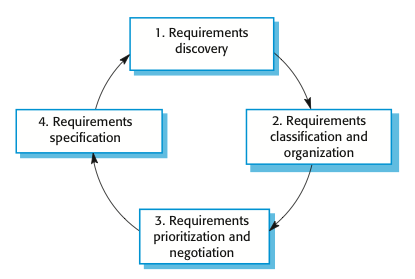 1. Requirements
discovery
2. Requirements
classification and
organization
3. Requirements
prioritization and
negotiation
4. Requirements
specification